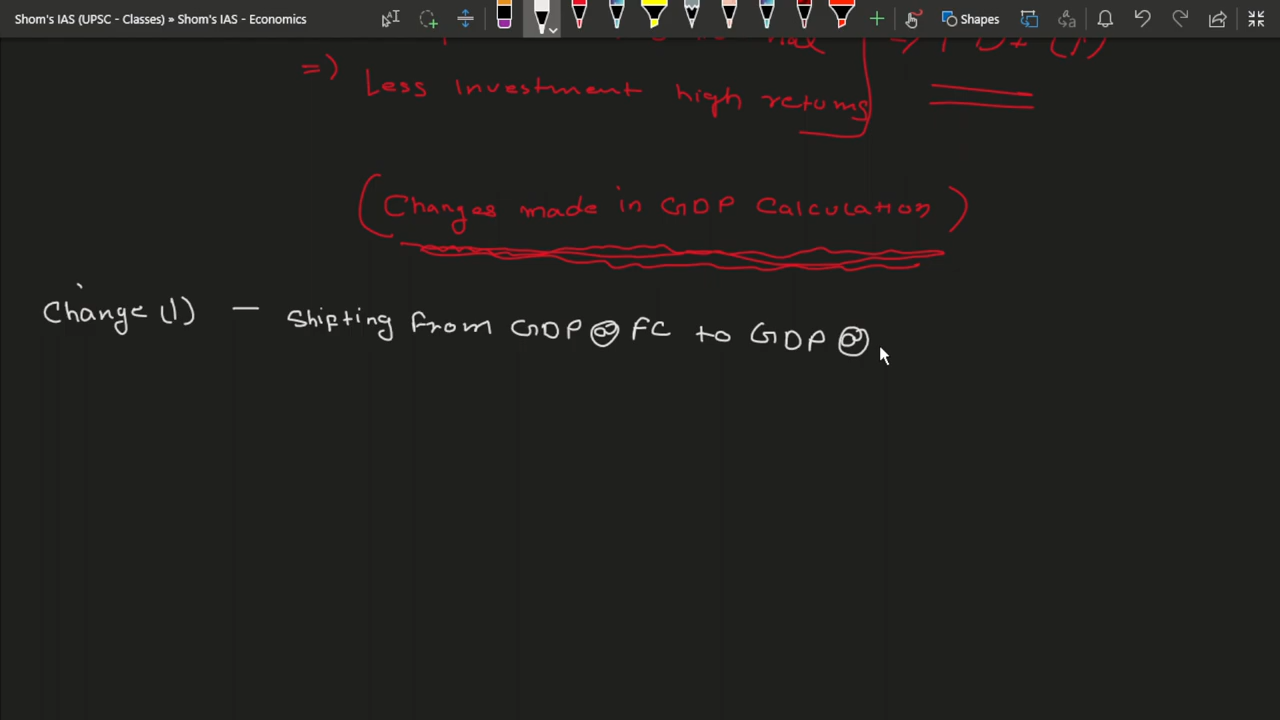 Shom's IAS (UPSC - Classes) » Shom's IAS - Economics
Shapes
=> Less investment high returns
(Changes made in GDP Calculation)
Change (1) — Shifting from GDP @ FC to GDP @